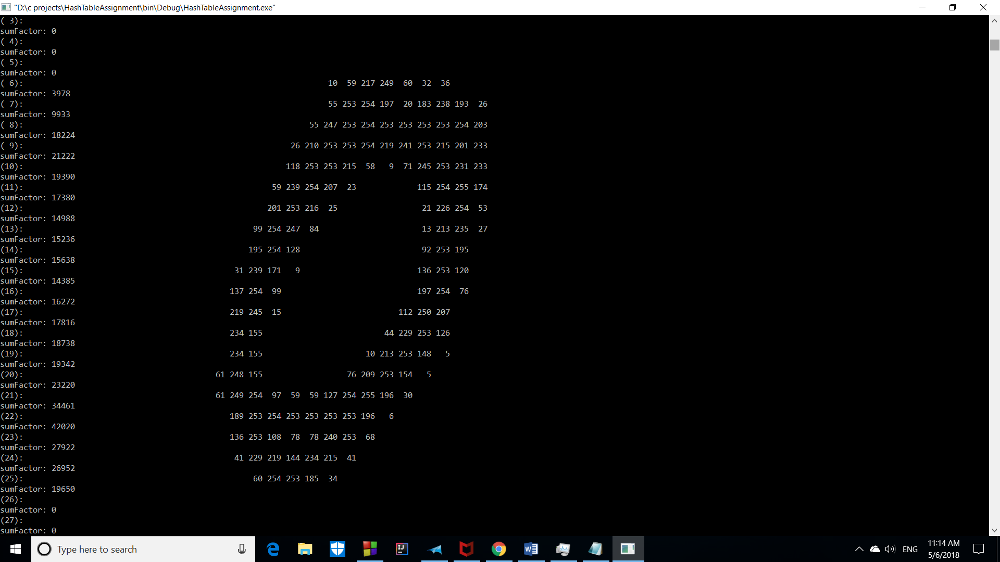 "D:\c projects\HashTableAssignment\bin\Debug\HashTableAssignment.exe"
( 3):
sumFactor: 0
( 4):
sumFactor: 0
( 5):
sumFactor: 0
( 6): 10 59 217 249 60 32 36
sumFactor: 3978
( 7): 55 253 254 197 20 183 238 193 26
sumFactor: 9933
( 8): 55 247 253 254 253 253 253 253 254 203
sumFactor: 18224
( 9): 26 210 253 253 254 219 241 253 215 201 233
sumFactor: 21222
(10): 118 253 253 215 58 9 71 245 253 231 233
sumFactor: 19390
(11): 59 239 254 207 23 115 254 255 174
sumFactor: 17380
(12): 201 253 216 25 21 226 254 53
sumFactor: 14988
(13): 99 254 247 84 13 213 235 27
sumFactor: 15236
(14): 195 254 128 92 253 195
sumFactor: 15638
(15): 31 239 171 9 136 253 120
sumFactor: 14385
(16): 137 254 99 197 254 76
sumFactor: 16272
(17): 219 245 15 112 250 207
sumFactor: 17816
(18): 234 155 44 229 253 126
sumFactor: 18738
(19): 234 155 10 213 253 148 5
sumFactor: 19342
(20): 61 248 155 76 209 253 154 5
sumFactor: 23220
(21): 61 249 254 97 59 59 127 254 255 196 30
sumFactor: 34461
(22): 189 253 254 253 253 253 253 196 6
sumFactor: 42020
(23): 136 253 108 78 78 240 253 68
sumFactor: 27922
(24): 41 229 219 144 234 215 41
sumFactor: 26952
(25): 60 254 253 185 34
sumFactor: 19650
(26):
sumFactor: 0
(27):
sumFactor: 0
Type here to search
ENG
11:14 AM
5/6/2018